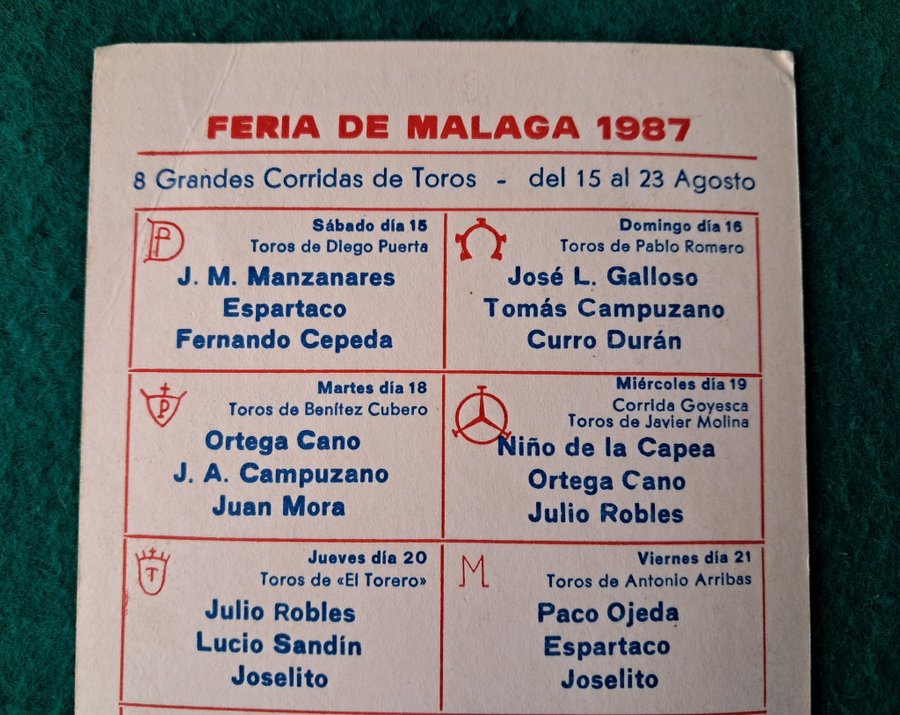 FERIA DE MALAGA 1987
8 Grandes Corridas de Toros - del 15 al 23 Agosto
Sábado día 15
Toros de Diego Puerta
J. M. Manzanares
Espartaco
Fernando Cepeda
Domingo día 16
Toros de Pablo Romero
José L. Galloso
Tomás Campuzano
Curro Durán
Martes día 18
Toros de Benítez Cubero
Ortega Cano
J. A. Campuzano
Juan Mora
Miércoles día 19
Corrida Goyesca
Toros de Javier Molina
Niño de la Capea
Ortega Cano
Julio Robles
Jueves día 20
Toros de «El Torero»
Julio Robles
Lucio Sandín
Joselito
Viernes día 21
Toros de Antonio Arribas
Paco Ojeda
Espartaco
Joselito